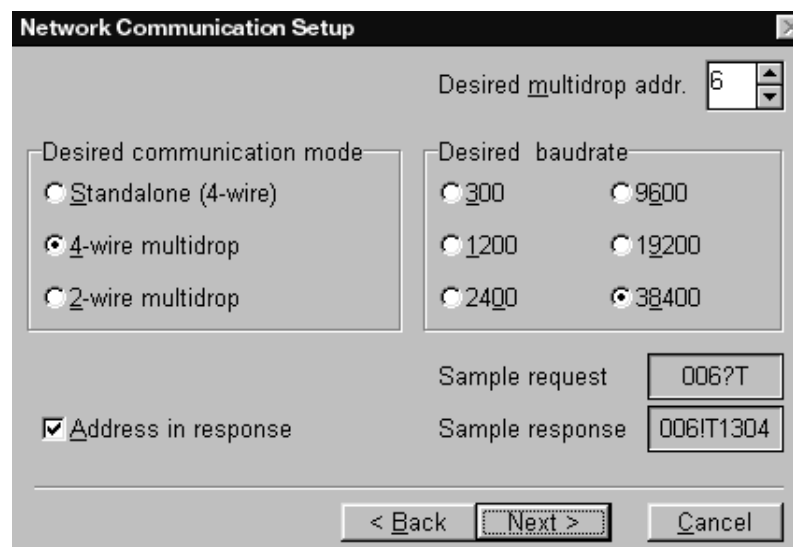 Network Communication Setup
Desired multidrop addr. 6
Desired communication mode
Standalone (4-wire)
4-wire multidrop
2-wire multidrop
Desired baudrate
300
9600
1200
19200
2400
38400
Sample request 006?T
Address in response
Sample response 006!T1304
< Back
Next >
Cancel